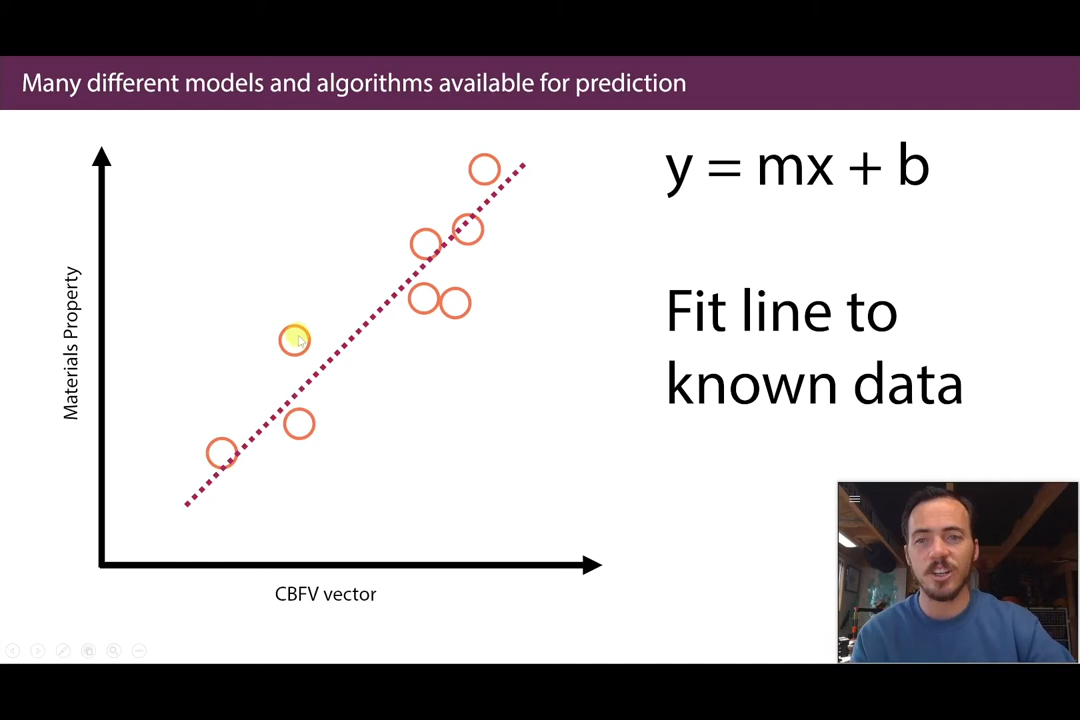 Many different models and algorithms available for prediction
y = mx + b
Fit line to
known data
Materials Property
CBFV vector